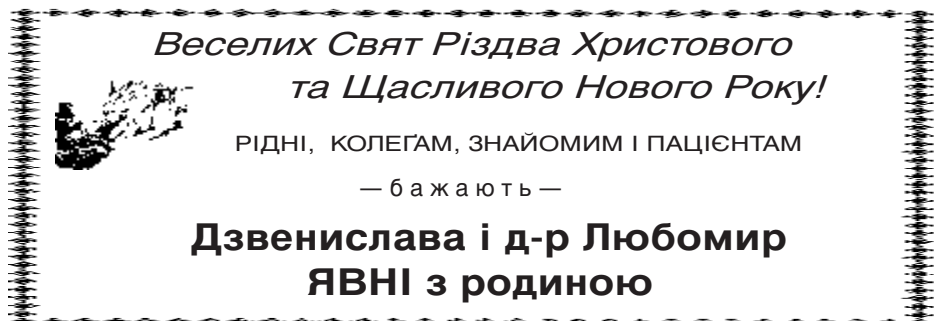 Веселих Свят Різдва Христового
та Щасливого Нового Року!
РІДНІ, КОЛЕҐАМ, ЗНАЙОМИМ І ПАЦІЄНТАМ
— б а ж а ю т ь —
Дзвенислава і д-р Любомир
ЯВНІ з родиною